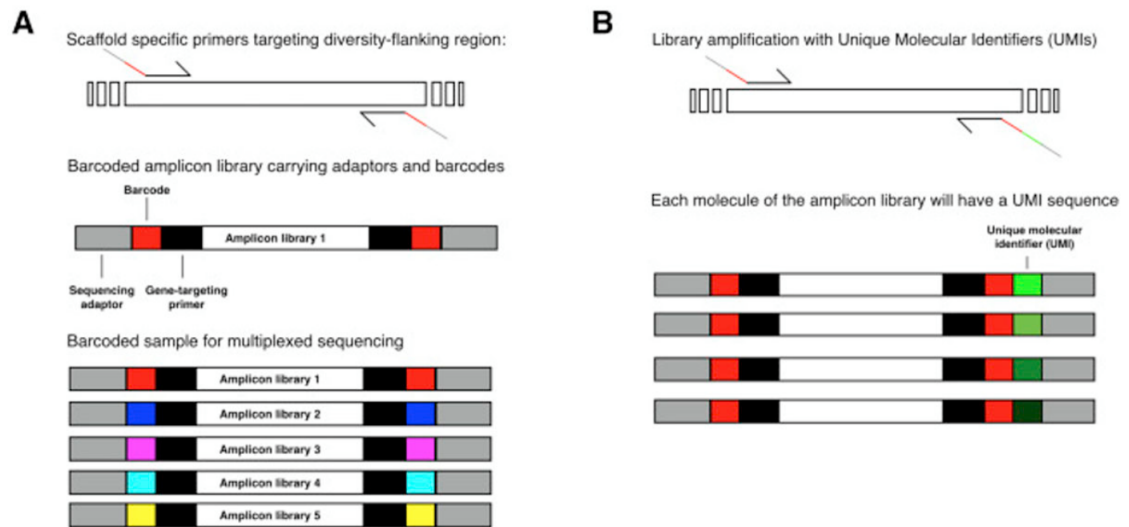 A
Scaffold specific primers targeting diversity-flanking region:
Barcoded amplicon library carrying adaptors and barcodes
Barcode
Amplicon library 1
Sequencing
adaptor
Gene-targeting
primer
Barcoded sample for multiplexed sequencing
Amplicon library 1
Amplicon library 2
Amplicon library 3
Amplicon library 4
Amplicon library 5
B
Library amplification with Unique Molecular Identifiers (UMIs)
Each molecule of the amplicon library will have a UMI sequence
Unique molecular
identifier (UMI)